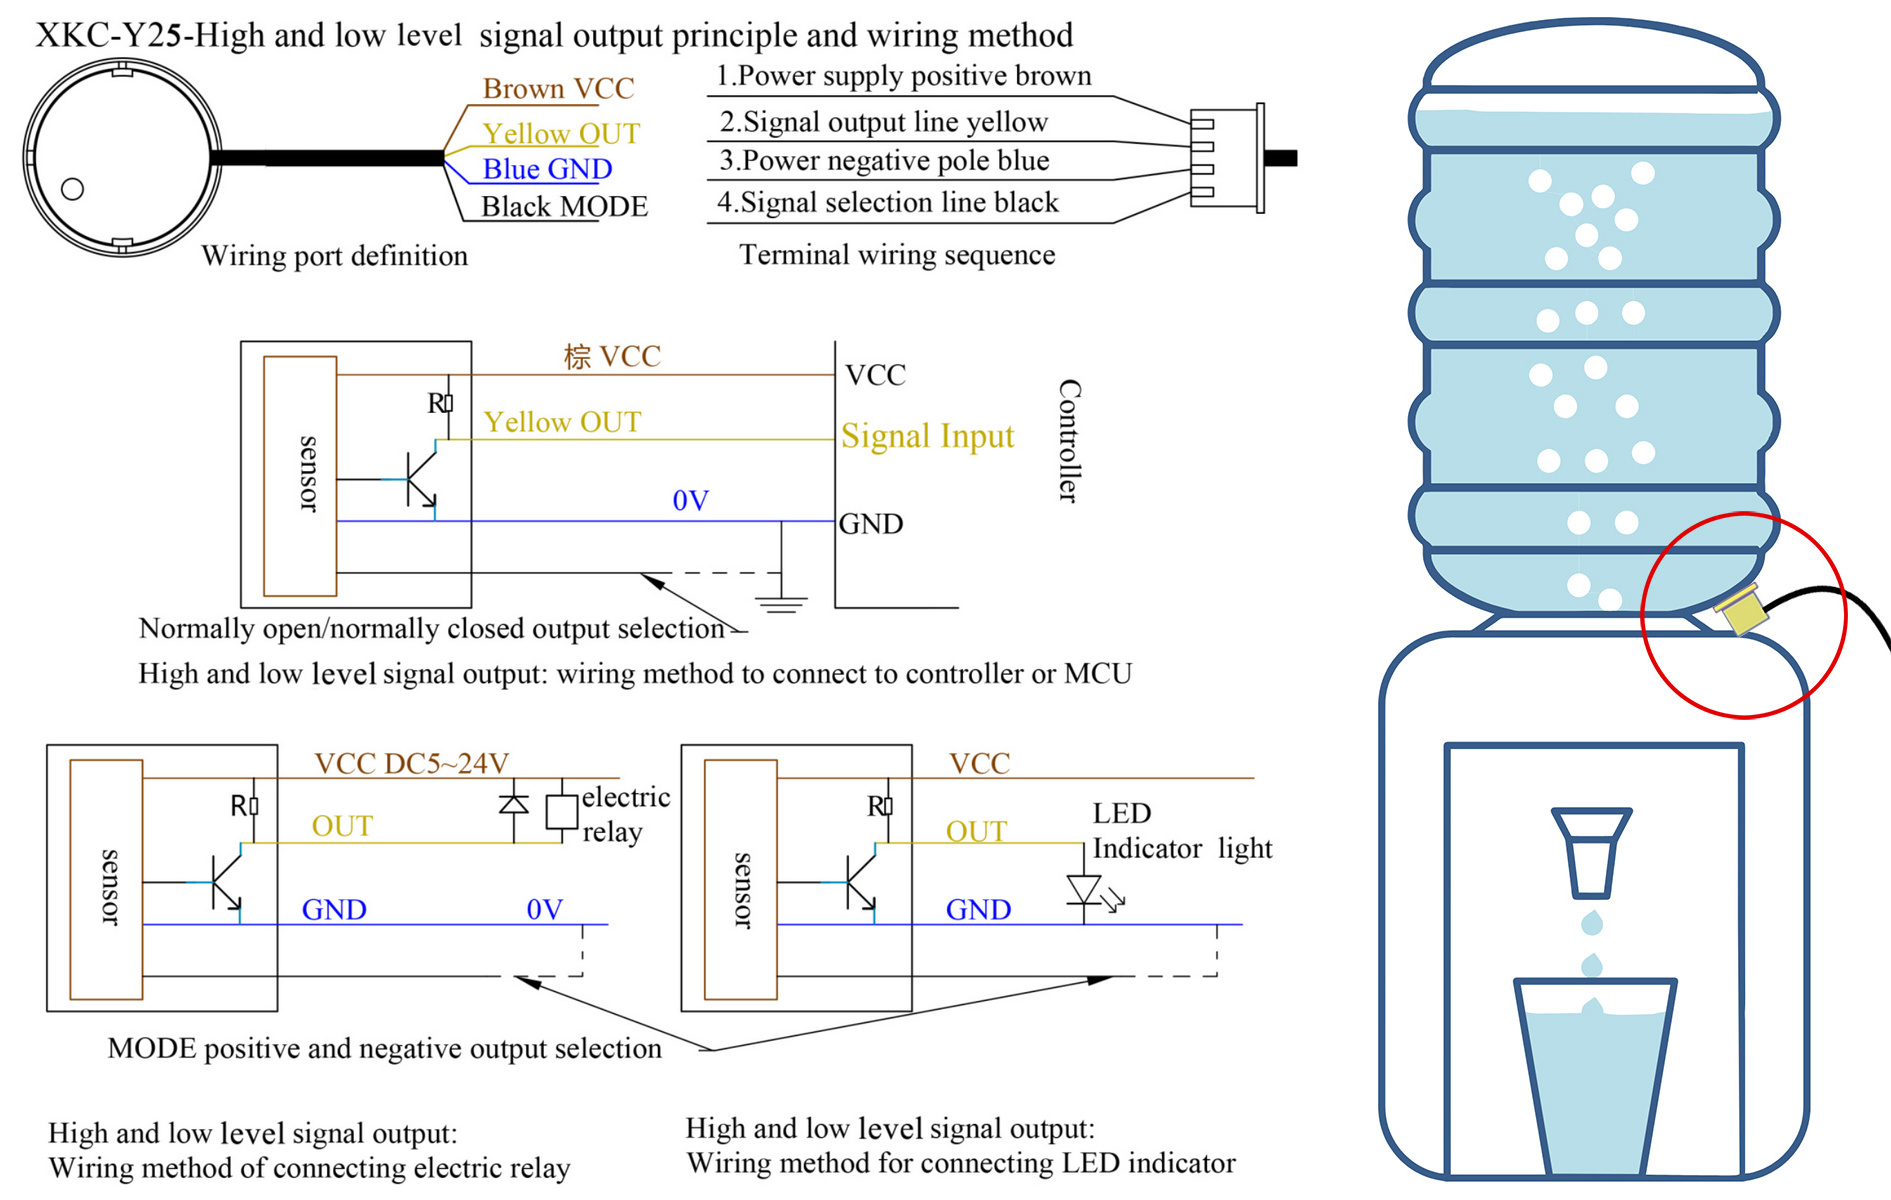 XKC-Y25-High and low level signal output principle and wiring method
Brown VCC
Yellow OUT
Blue GND
Black MODE
Wiring port definition
1.Power supply positive brown
2.Signal output line yellow
3.Power negative pole blue
4.Signal selection line black
Terminal wiring sequence
sensor
R
棕 VCC
Yellow OUT
0V
VCC
Signal Input
GND
Controller
Normally open/normally closed output selection
High and low level signal output: wiring method to connect to controller or MCU
sensor
R
VCC DC5~24V
OUT
GND
0V
electric
relay
sensor
R
VCC
OUT
GND
LED
Indicator light
MODE positive and negative output selection
High and low level signal output:
Wiring method of connecting electric relay
High and low level signal output:
Wiring method for connecting LED indicator